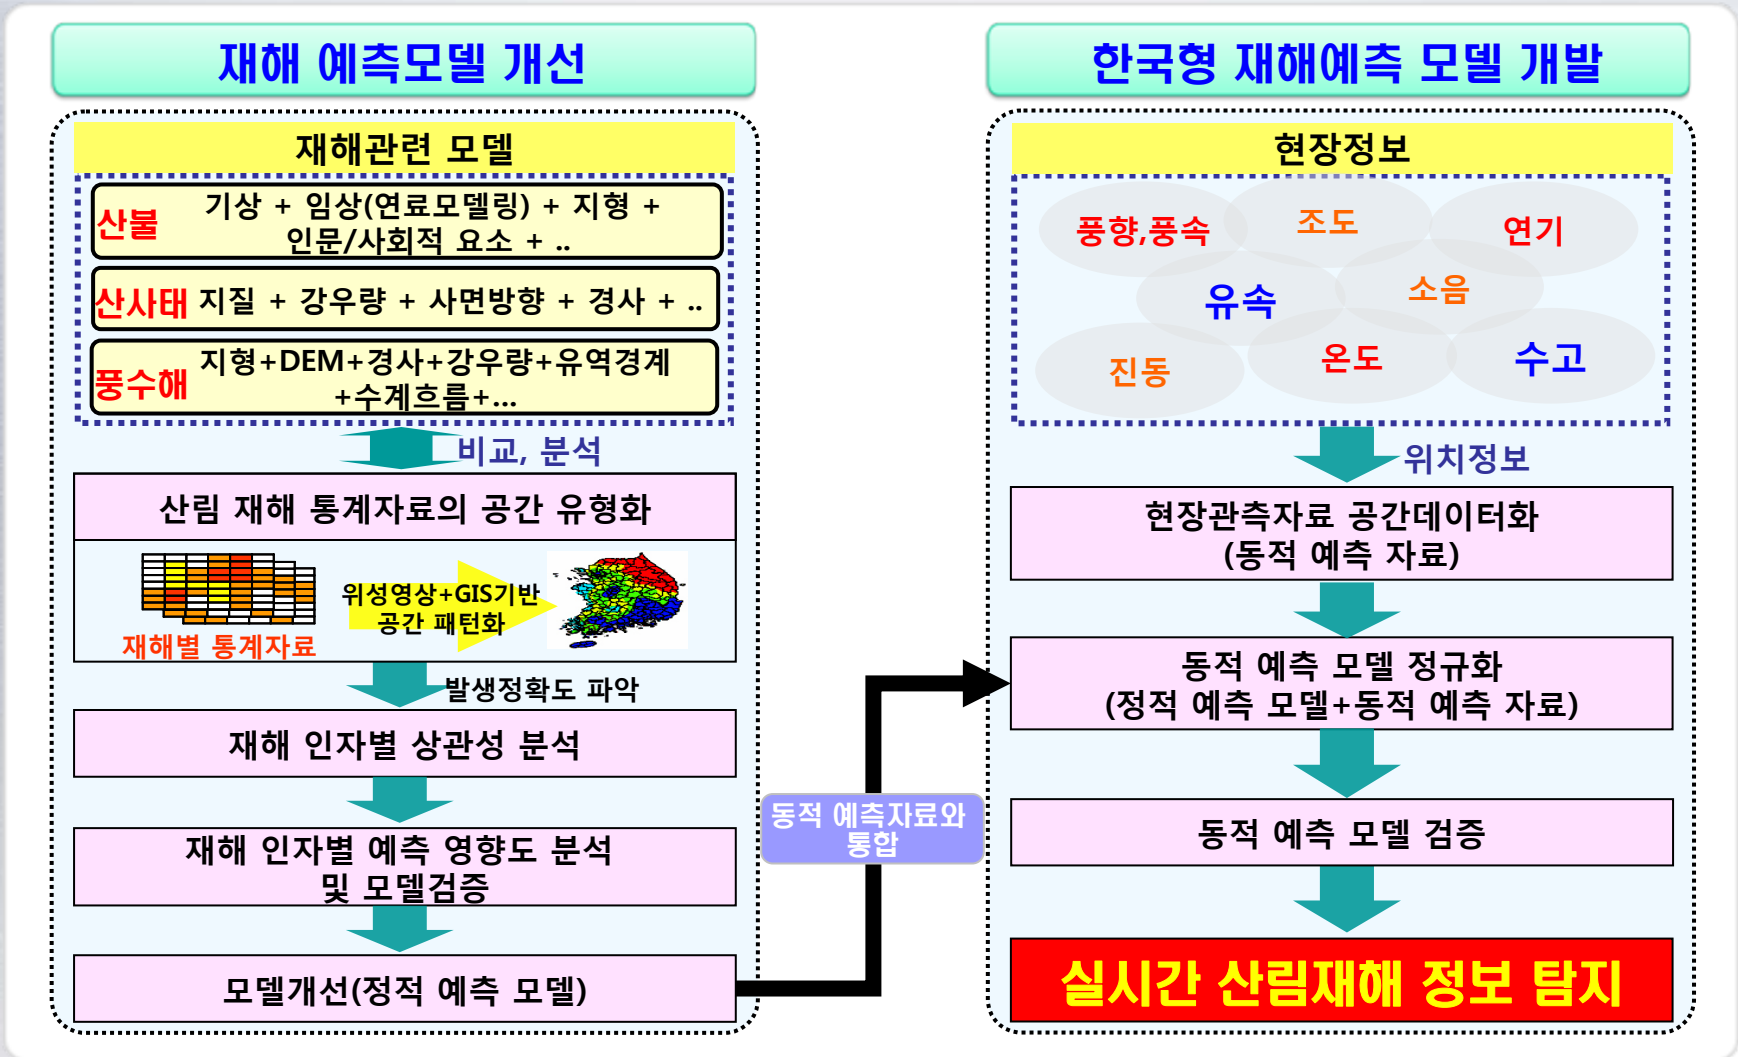 재해 예측모델 개선
재해관련 모델
산불
기상 + 임상(연료모델링) + 지형 +
인문/사회적 요소 + ..
산사태
지질 + 강우량 + 사면방향 + 경사 + ..
풍수해
지형+DEM+경사+강우량+유역경계
+수계흐름+...
비교, 분석
산림 재해 통계자료의 공간 유형화
재해별 통계자료
위성영상+GIS기반
공간 패턴화
발생정확도 파악
재해 인자별 상관성 분석
재해 인자별 예측 영향도 분석
및 모델검증
모델개선(정적 예측 모델)
동적 예측자료와
통합
한국형 재해예측 모델 개발
현장정보
풍향,풍속
조도
연기
유속
소음
진동
온도
수고
위치정보
현장관측자료 공간데이터화
(동적 예측 자료)
동적 예측 모델 정규화
(정적 예측 모델+동적 예측 자료)
동적 예측 모델 검증
실시간 산림재해 정보 탐지